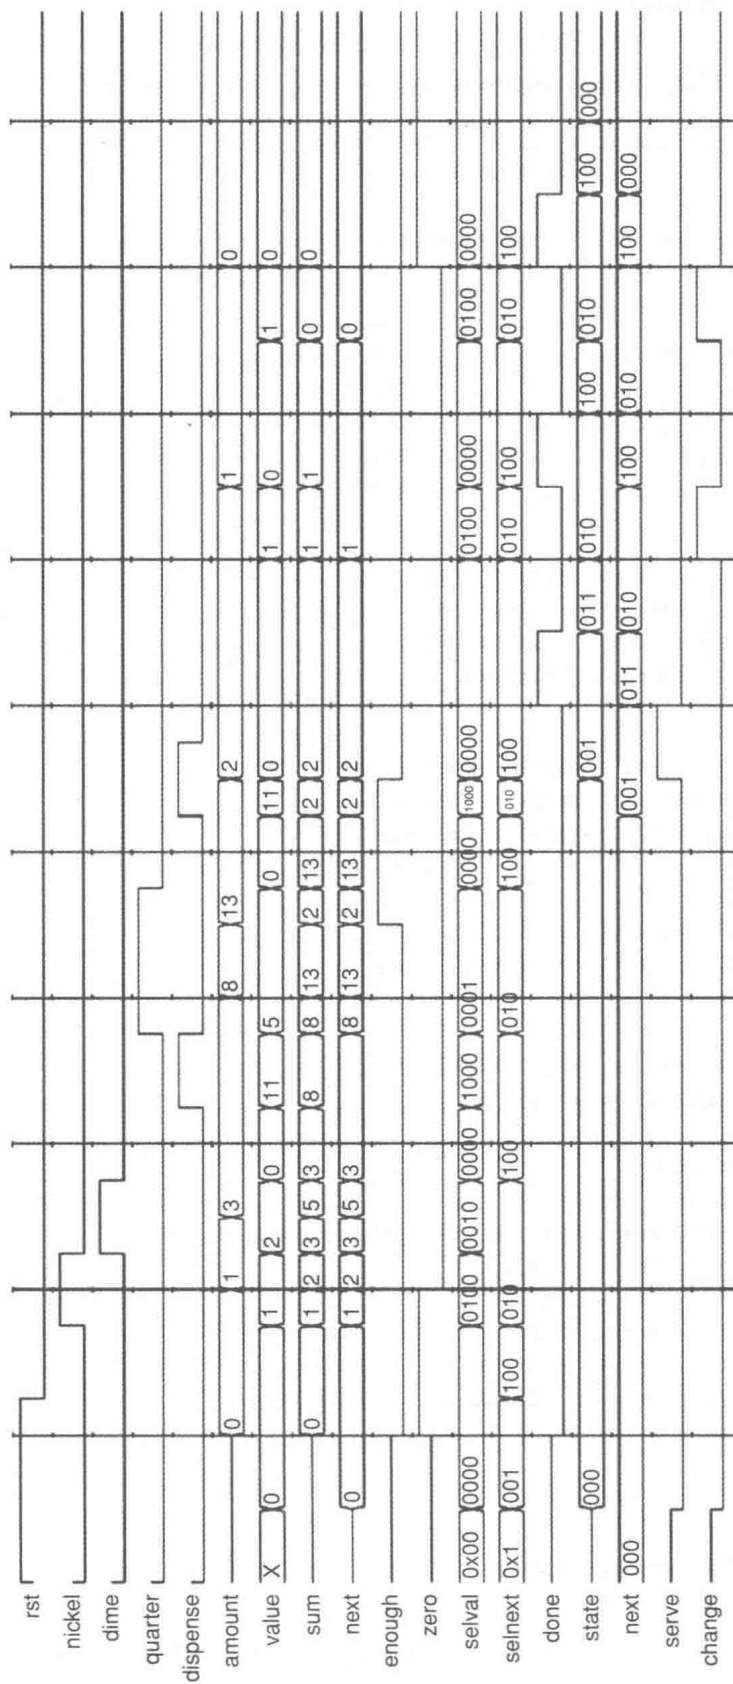 rst
nickel
dime
quarter
dispense
amount 0 1 3 8 13 2 1 0
value X 0 1 2 0 11 5 0 11 0 1 0 1 0
sum 0 1 2 3 5 3 8 8 13 2 13 2 2 1 1 0 0
next 0 1 2 3 5 3 8 13 2 13 2 2 1 0
enough
zero
selval 0x00 0000 0100 0010 0000 1000 0001 0000 1000 0000 0100 0000 0100 0000
selnext 0x1 001 100 010 100 010 100 010 100 010 100 010 100
done
state 000 001 011 010 100 010 100 000
next 000 001 011 010 100 010 100 000
serve
change